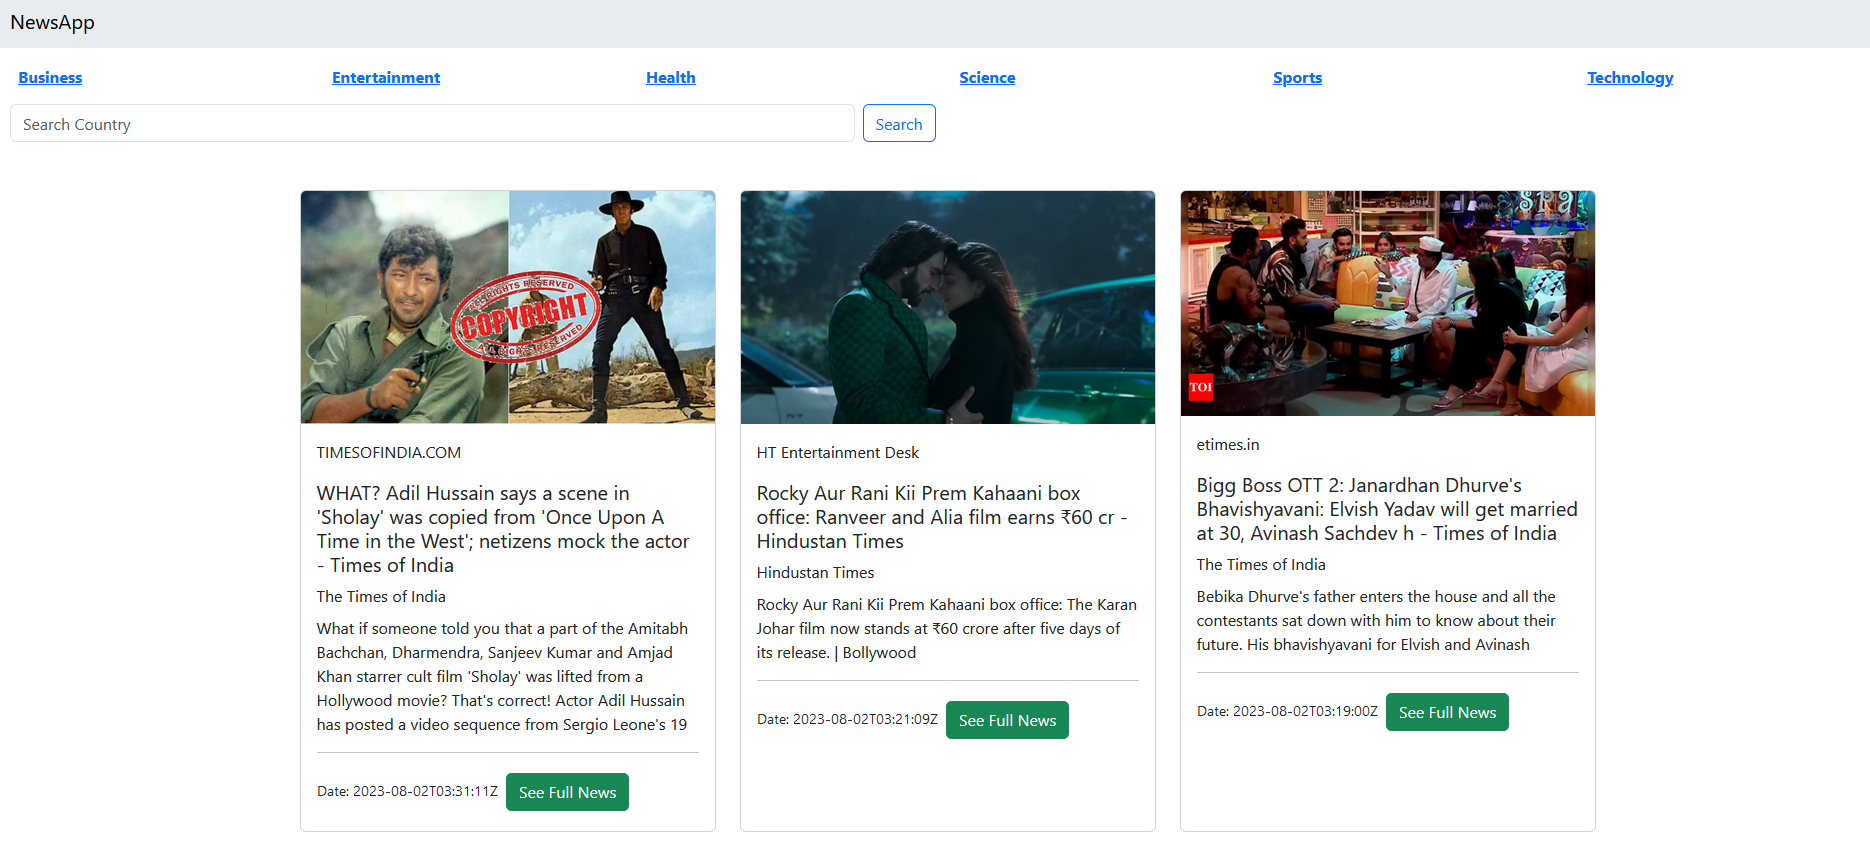 NewsApp
Business
Entertainment
Health
Science
Sports
Technology
Search Country
Search
ALL RIGHTS RESERVED
COPYRIGHT
ALL RIGHTS RESERVED
TIMESOFINDIA.COM
WHAT? Adil Hussain says a scene in
'Sholay' was copied from 'Once Upon A
Time in the West'; netizens mock the actor
- Times of India
The Times of India
What if someone told you that a part of the Amitabh
Bachchan, Dharmendra, Sanjeev Kumar and Amjad
Khan starrer cult film 'Sholay' was lifted from a
Hollywood movie? That's correct! Actor Adil Hussain
has posted a video sequence from Sergio Leone's 19
Date: 2023-08-02T03:31:11Z
See Full News
HT Entertainment Desk
Rocky Aur Rani Kii Prem Kahaani box
office: Ranveer and Alia film earns ₹60 cr -
Hindustan Times
Hindustan Times
Rocky Aur Rani Kii Prem Kahaani box office: The Karan
Johar film now stands at ₹60 crore after five days of
its release. | Bollywood
Date: 2023-08-02T03:21:09Z
See Full News
TOI
etimes.in
Bigg Boss OTT 2: Janardhan Dhurve's
Bhavishyavani: Elvish Yadav will get married
at 30, Avinash Sachdev h - Times of India
The Times of India
Bebika Dhurve's father enters the house and all the
contestants sat down with him to know about their
future. His bhavishyavani for Elvish and Avinash
Date: 2023-08-02T03:19:00Z
See Full News